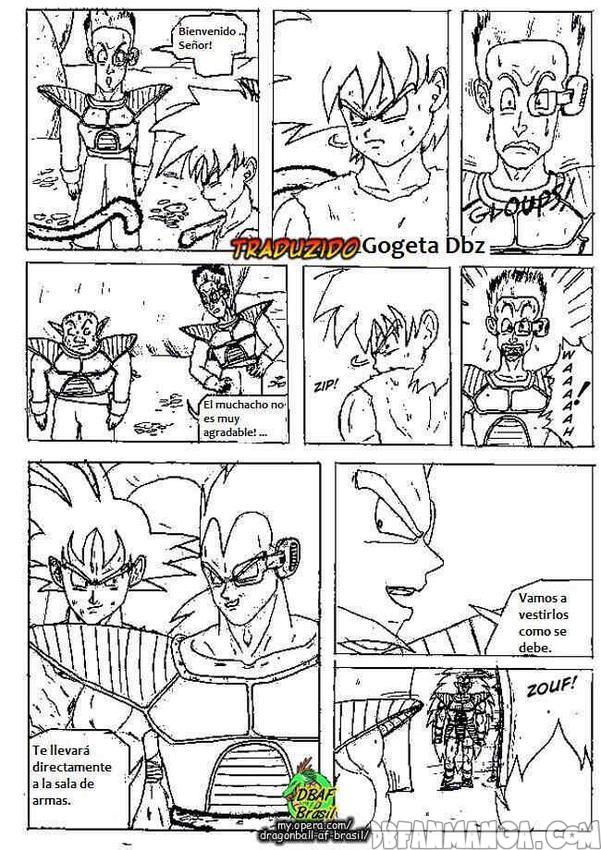 Bienvenido ..
Señor!
GLOUPS!
TRADUZIDO Gogeta Dbz
El muchacho no
es muy
agradable! ...
ZIP!
WAAAAAH!
Vamos a
vestirlos
como se
debe.
Te llevará
directamente
a la sala de
armas.
ZOUF!
DBAF
Brasil
my.opera.com/
dragonball-af-brasil/
DBFANMANGA.COM